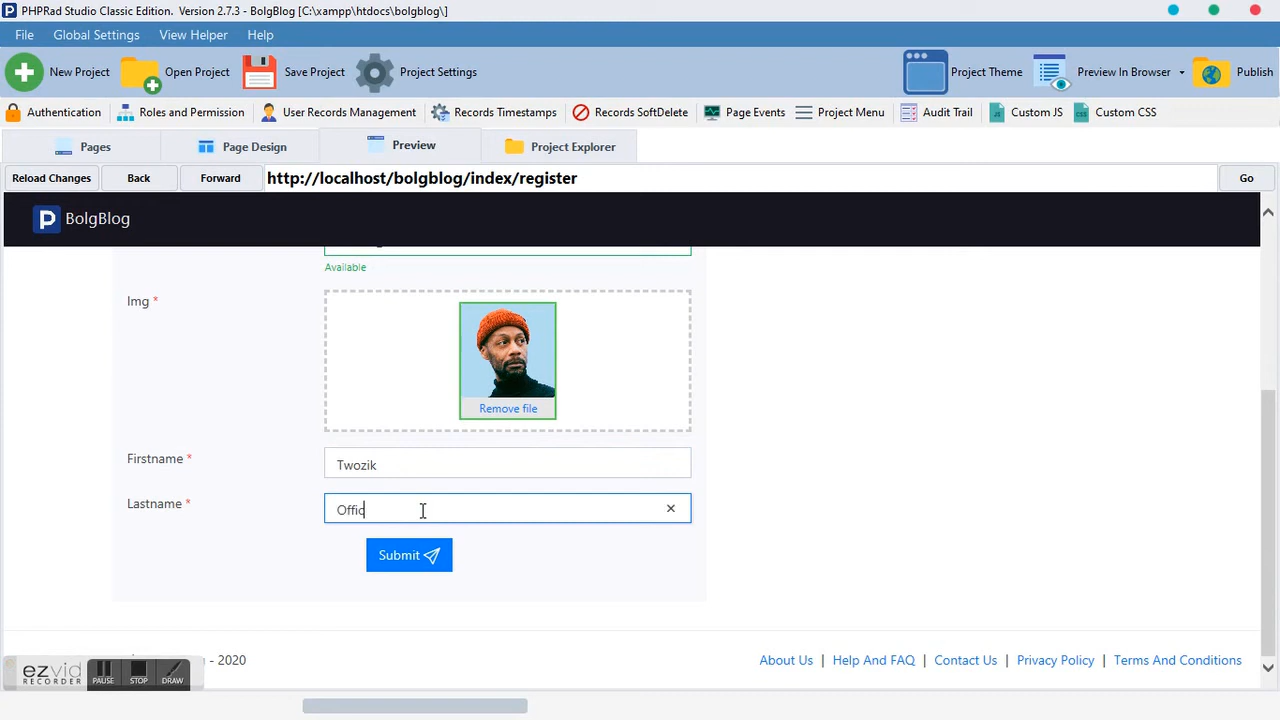 PHPRad Studio Classic Edition. Version 2.7.3 - BolgBlog [C:\xampp\htdocs\bolgblog\]
File Global Settings View Helper Help
New Project Open Project Save Project Project Settings Project Theme Preview In Browser Publish
Authentication Roles and Permission User Records Management Records Timestamps Records SoftDelete Page Events Project Menu Audit Trail Custom JS Custom CSS
Pages Page Design Preview Project Explorer
Reload Changes Back Forward http://localhost/bolgblog/index/register Go
BolgBlog
Available
Img *
Remove file
Firstname * Twozik
Lastname * Offic
Submit
- 2020 About Us | Help And FAQ | Contact Us | Privacy Policy | Terms And Conditions
ezvid
RECORDER PAUSE STOP DRAW